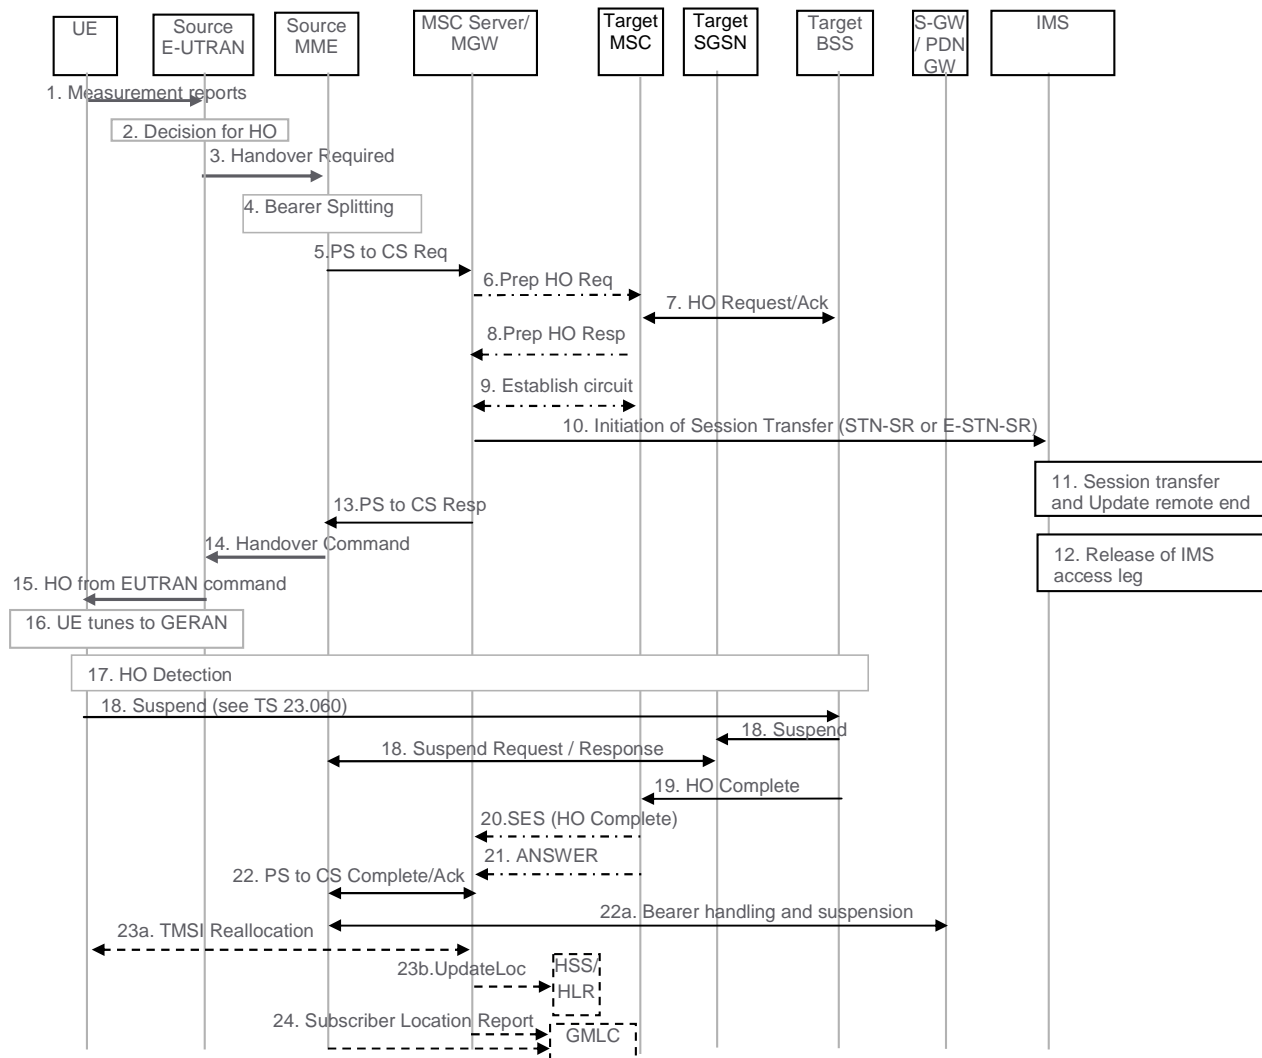 UE
Source
E-UTRAN
Source
MME
MSC Server/
MGW
Target
MSC
Target
SGSN
Target
BSS
S-GW
/ PDN
GW
IMS
1. Measurement reports
2. Decision for HO
3. Handover Required
4. Bearer Splitting
5.PS to CS Req
6.Prep HO Req
7. HO Request/Ack
8.Prep HO Resp
9. Establish circuit
10. Initiation of Session Transfer (STN-SR or E-STN-SR)
11. Session transfer
and Update remote end
13.PS to CS Resp
14. Handover Command
12. Release of IMS
access leg
15. HO from EUTRAN command
16. UE tunes to GERAN
17. HO Detection
18. Suspend (see TS 23.060)
18. Suspend
18. Suspend Request / Response
19. HO Complete
20.SES (HO Complete)
21. ANSWER
22. PS to CS Complete/Ack
22a. Bearer handling and suspension
23a. TMSI Reallocation
23b.UpdateLoc
HSS/
HLR
24. Subscriber Location Report
GMLC